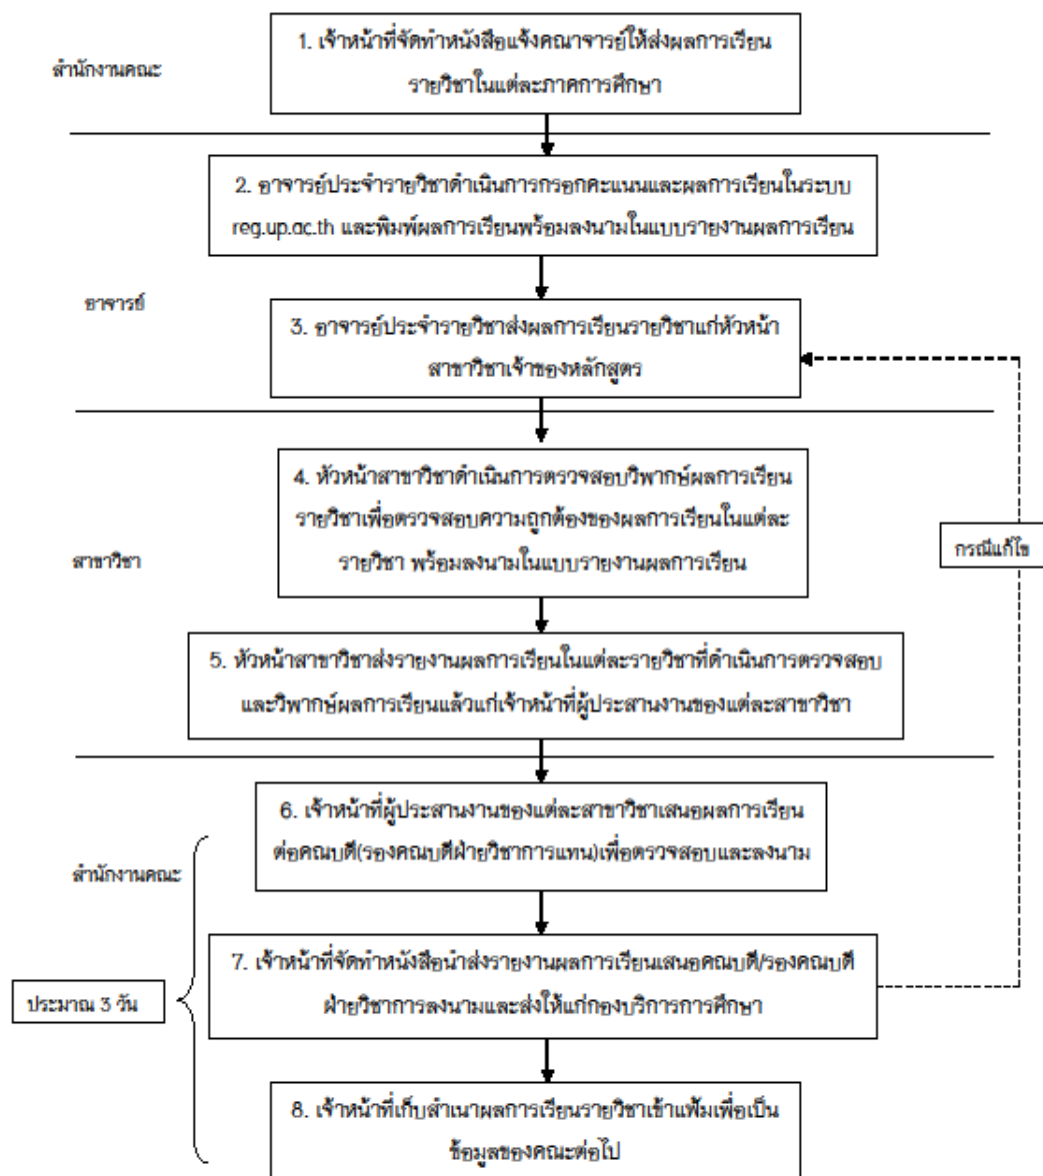 1. เจ้าหน้าที่จัดทำหนังสือแจ้งคณาจารย์ให้ส่งผลการเรียน
รายวิชาในแต่ละภาคการศึกษา
สำนักงานคณะ
2. อาจารย์ประจำรายวิชาดำเนินการกรอกคะแนนและผลการเรียนในระบบ
reg.up.ac.th และพิมพ์ผลการเรียนพร้อมลงนามในแบบรายงานผลการเรียน
อาจารย์
3. อาจารย์ประจำรายวิชาส่งผลการเรียนรายวิชาแก่หัวหน้า
สาขาวิชาเจ้าของหลักสูตร
4. หัวหน้าสาขาวิชาดำเนินการตรวจสอบวิพากษ์ผลการเรียน
รายวิชาเพื่อตรวจสอบความถูกต้องของผลการเรียนในแต่ละ
รายวิชา พร้อมลงนามในแบบรายงานผลการเรียน
สาขาวิชา
กรณีแก้ไข
5. หัวหน้าสาขาวิชาส่งรายงานผลการเรียนในแต่ละรายวิชาที่ดำเนินการตรวจสอบ
และวิพากษ์ผลการเรียนแล้วแก่เจ้าหน้าที่ผู้ประสานงานของแต่ละสาขาวิชา
6. เจ้าหน้าที่ผู้ประสานงานของแต่ละสาขาวิชาเสนอผลการเรียน
ต่อคณบดี(รองคณบดีฝ่ายวิชาการแทน)เพื่อตรวจสอบและลงนาม
สำนักงานคณะ
7. เจ้าหน้าที่จัดทำหนังสือนำส่งรายงานผลการเรียนเสนอคณบดี/รองคณบดี
ฝ่ายวิชาการลงนามและส่งให้แก่กองบริการการศึกษา
ประมาณ 3 วัน
8. เจ้าหน้าที่เก็บสำเนาผลการเรียนรายวิชาเข้าแฟ้มเพื่อเป็น
ข้อมูลของคณะต่อไป